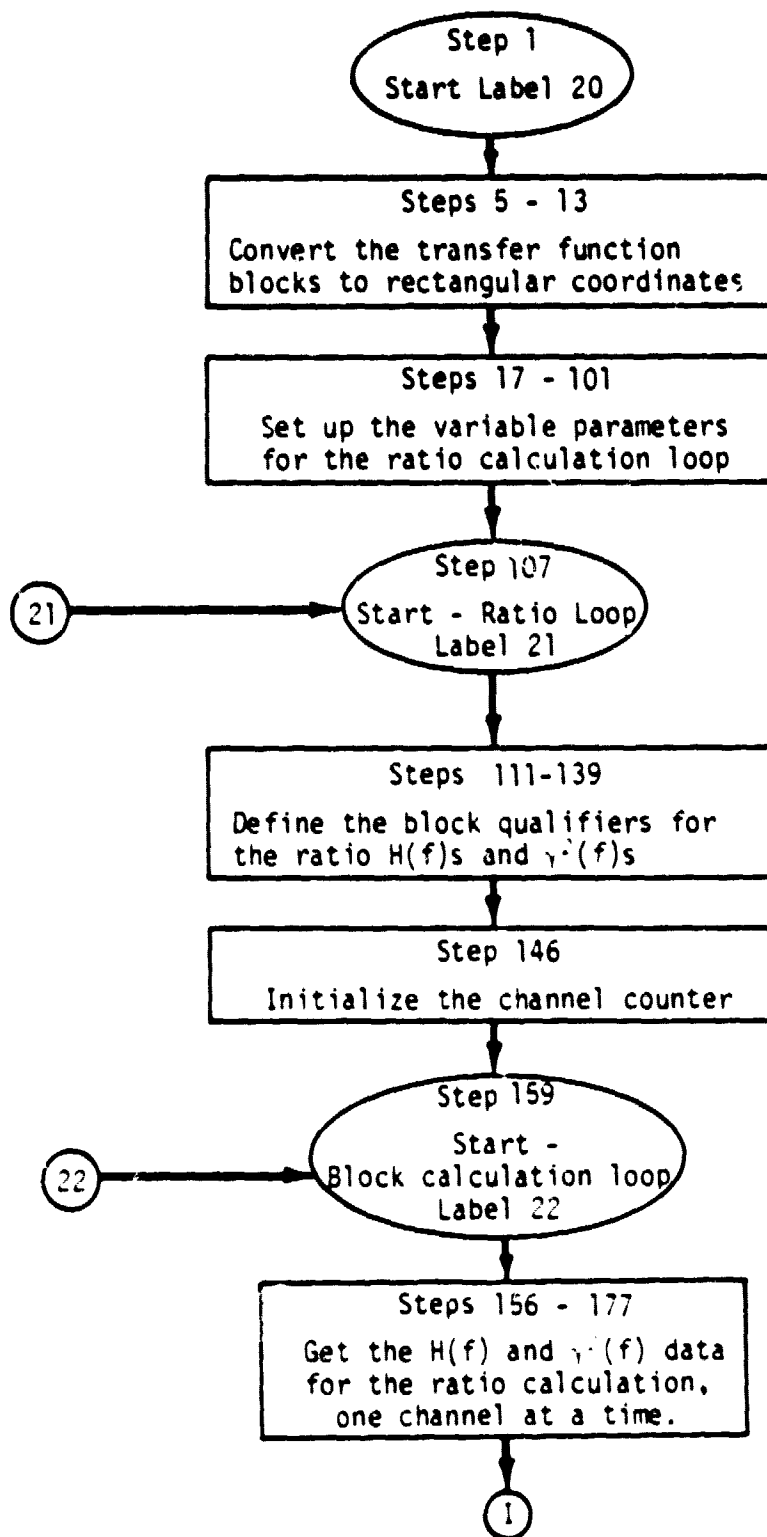 Step 1
Start Label 20
Steps 5 - 13
Convert the transfer function
blocks to rectangular coordinates
Steps 17 - 101
Set up the variable parameters
for the ratio calculation loop
Step 107
21
Start - Ratio Loop
Label 21
Steps 111-139
Define the block qualifiers for
the ratio H(f)s and γ²(f)s
Step 146
Initialize the channel counter
Step 159
Start -
22
Block calculation loop
Label 22
Steps 156 - 177
Get the H(f) and γ²(f) data
for the ratio calculation,
one channel at a time.
I